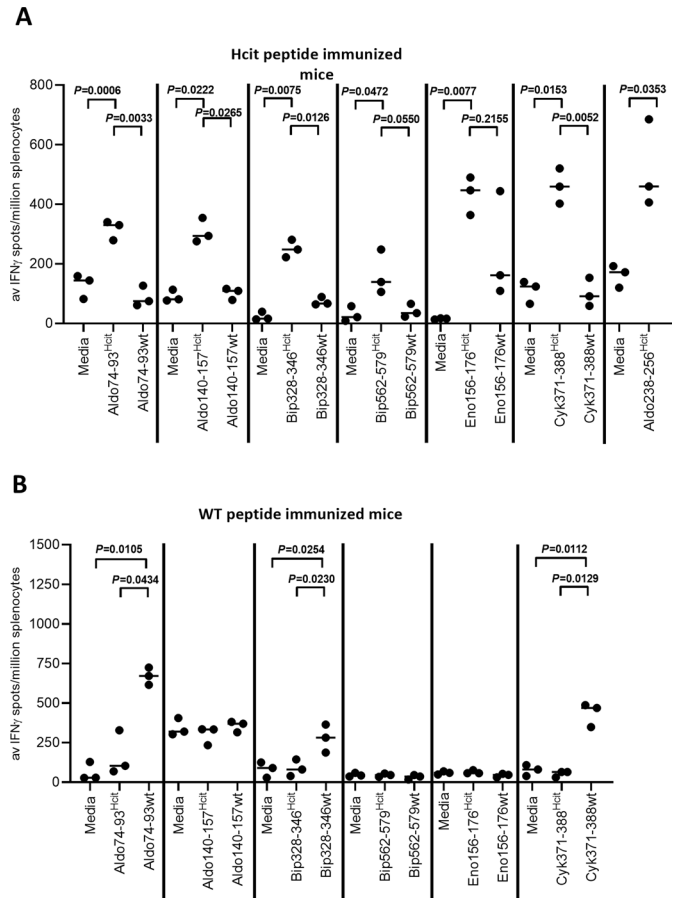 A
Hcit peptide immunized
mice
P=0.0006
P=0.0033
P=0.0222
P=0.0265
P=0.0075
P=0.0126
P=0.0472
P=0.0550
P=0.0077
P=0.2155
P=0.0153
P=0.0052
P=0.0353
av IFNγ spots/million splenocytes
800
600
400
200
0
Media
Aldo74-93Hcit
Aldo74-93wt
Media
Aldo140-157Hcit
Aldo140-157wt
Media
Bip328-346Hcit
Bip328-346wt
Media
Bip562-579Hcit
Bip562-579wt
Media
Eno156-176Hcit
Eno156-176wt
Media
Cyk371-388Hcit
Cyk371-388wt
Media
Aldo238-256Hcit
B
WT peptide immunized mice
P=0.0105
P=0.0434
P=0.0254
P=0.0230
P=0.0112
P=0.0129
av IFNγ spots/million splenocytes
1500
1250
1000
750
500
250
0
Media
Aldo74-93Hcit
Aldo74-93wt
Media
Aldo140-157Hcit
Aldo140-157wt
Media
Bip328-346Hcit
Bip328-346wt
Media
Bip562-579Hcit
Bip562-579wt
Media
Eno156-176Hcit
Eno156-176wt
Media
Cyk371-388Hcit
Cyk371-388wt